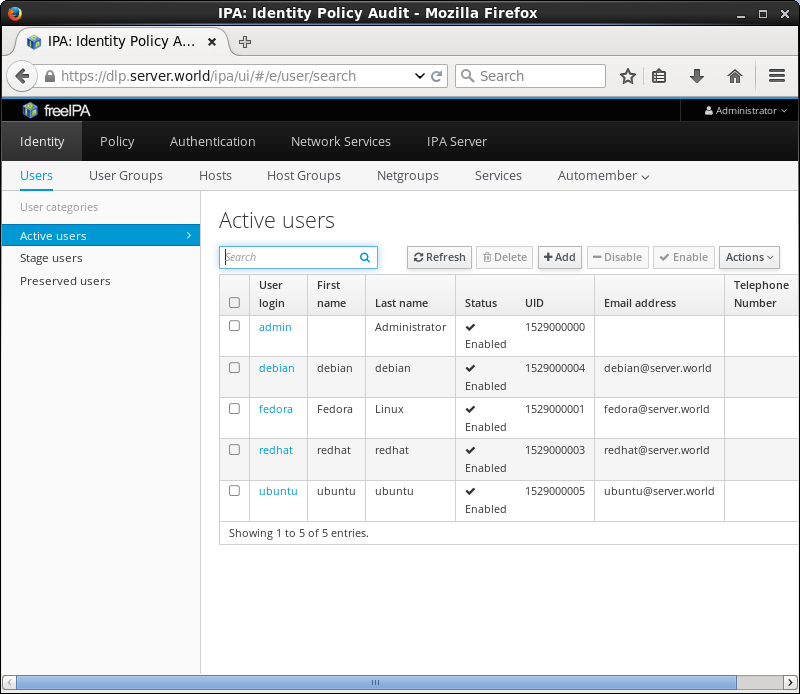 IPA: Identity Policy Audit - Mozilla Firefox
IPA: Identity Policy A...
https://dlp.server.world/ipa/ui/#/e/user/search
Search
freeIPA
Administrator
Identity Policy Authentication Network Services IPA Server
Users User Groups Hosts Host Groups Netgroups Services Automember
User categories
Active users
Stage users
Preserved users
Active users
Search
Refresh Delete Add Disable Enable Actions
User login First name Last name Status UID Email address Telephone Number
admin Administrator Enabled 1529000000
debian debian debian Enabled 1529000004 debian@server.world
fedora Fedora Linux Enabled 1529000001 fedora@server.world
redhat redhat redhat Enabled 1529000003 redhat@server.world
ubuntu ubuntu ubuntu Enabled 1529000005 ubuntu@server.world
Showing 1 to 5 of 5 entries.